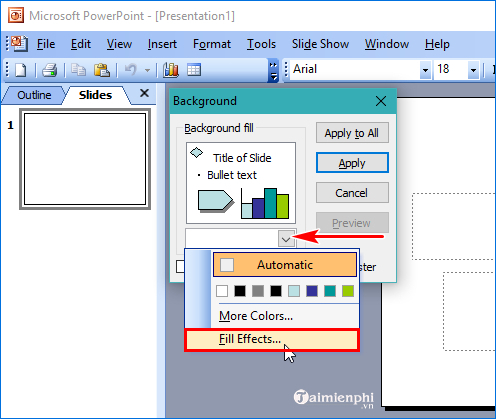 Microsoft PowerPoint - [Presentation1]
File Edit View Insert Format Tools Slide Show Window Help
Arial 18
Outline Slides
1
Background
Background fill
Title of Slide
• Bullet text
Apply to All
Apply
Cancel
Preview
Automatic
More Colors...
Fill Effects...
Taimienphi
.vn